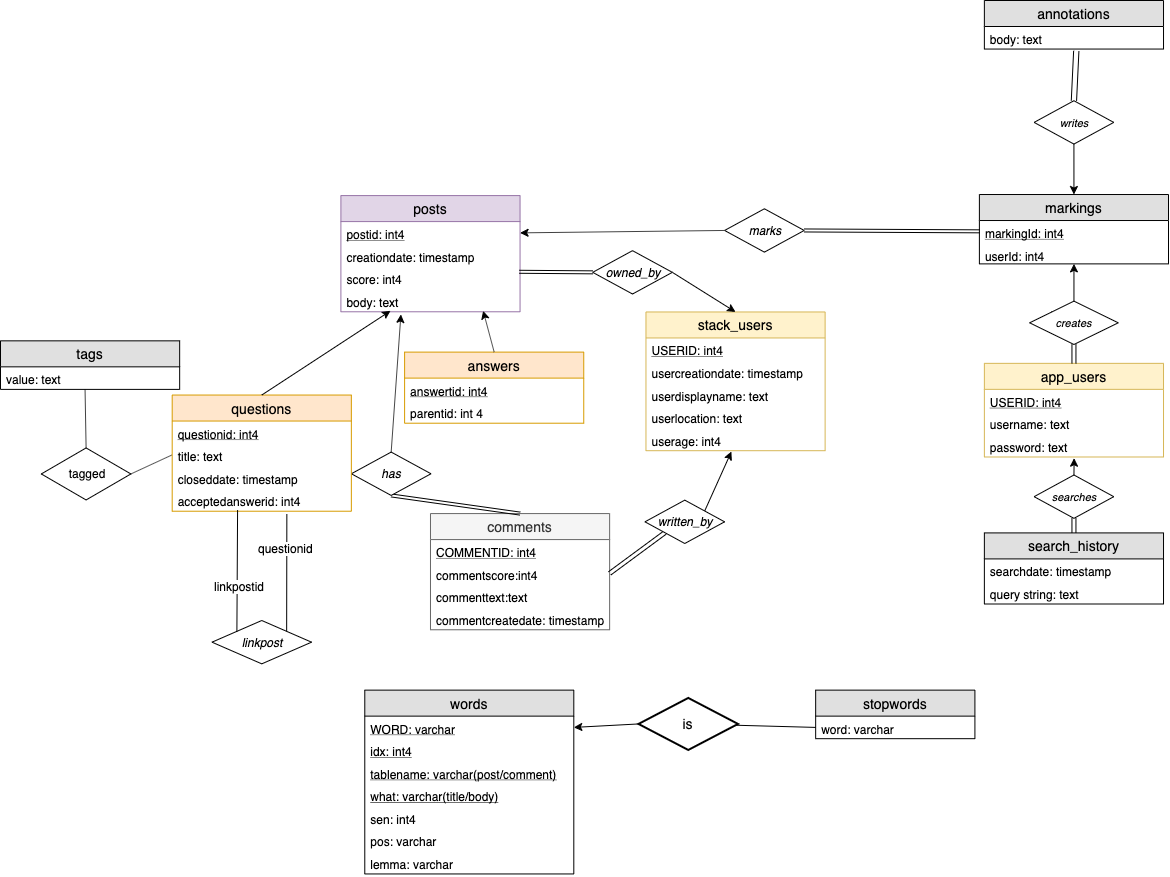 annotations
body: text
writes
markings
markingId: int4
userId: int4
marks
posts
postid: int4
creationdate: timestamp
score: int4
body: text
owned_by
stack_users
USERID: int4
usercreationdate: timestamp
userdisplayname: text
userlocation: text
userage: int4
creates
app_users
USERID: int4
username: text
password: text
searches
search_history
searchdate: timestamp
query string: text
tags
value: text
answers
answertid: int4
parentid: int 4
questions
questionid: int4
title: text
closeddate: timestamp
acceptedanswerid: int4
tagged
has
comments
COMMENTID: int4
commentscore:int4
commenttext:text
commentcreatedate: timestamp
written_by
questionid
linkpostid
linkpost
words
WORD: varchar
idx: int4
tablename: varchar(post/comment)
what: varchar(title/body)
sen: int4
pos: varchar
lemma: varchar
is
stopwords
word: varchar